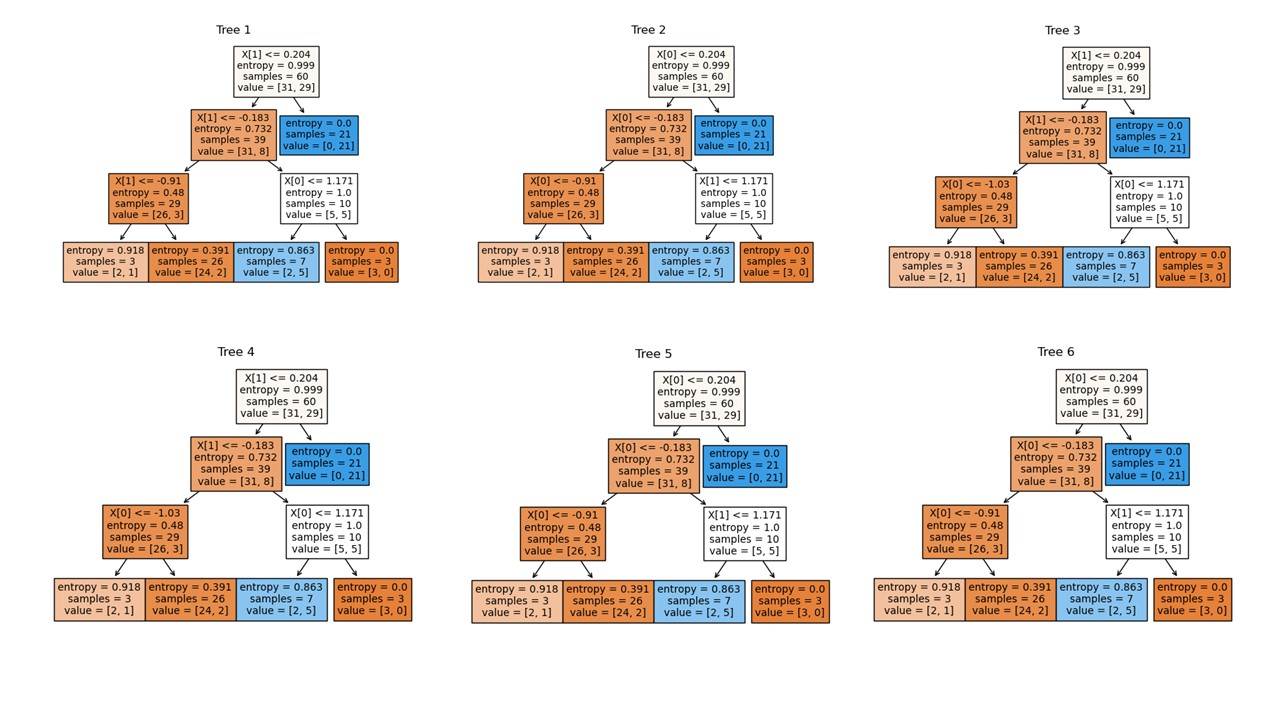 Tree 1
X[1] <= 0.204
entropy = 0.999
samples = 60
value = [31, 29]
X[1] <= -0.183
entropy = 0.732
samples = 39
value = [31, 8]
entropy = 0.0
samples = 21
value = [0, 21]
X[1] <= -0.91
entropy = 0.48
samples = 29
value = [26, 3]
X[0] <= 1.171
entropy = 1.0
samples = 10
value = [5, 5]
entropy = 0.918
samples = 3
value = [2, 1]
entropy = 0.391
samples = 26
value = [24, 2]
entropy = 0.863
samples = 7
value = [2, 5]
entropy = 0.0
samples = 3
value = [3, 0]
Tree 2
X[0] <= 0.204
entropy = 0.999
samples = 60
value = [31, 29]
X[0] <= -0.183
entropy = 0.732
samples = 39
value = [31, 8]
entropy = 0.0
samples = 21
value = [0, 21]
X[0] <= -0.91
entropy = 0.48
samples = 29
value = [26, 3]
X[1] <= 1.171
entropy = 1.0
samples = 10
value = [5, 5]
entropy = 0.918
samples = 3
value = [2, 1]
entropy = 0.391
samples = 26
value = [24, 2]
entropy = 0.863
samples = 7
value = [2, 5]
entropy = 0.0
samples = 3
value = [3, 0]
Tree 3
X[1] <= 0.204
entropy = 0.999
samples = 60
value = [31, 29]
X[1] <= -0.183
entropy = 0.732
samples = 39
value = [31, 8]
entropy = 0.0
samples = 21
value = [0, 21]
X[0] <= -1.03
entropy = 0.48
samples = 29
value = [26, 3]
X[0] <= 1.171
entropy = 1.0
samples = 10
value = [5, 5]
entropy = 0.918
samples = 3
value = [2, 1]
entropy = 0.391
samples = 26
value = [24, 2]
entropy = 0.863
samples = 7
value = [2, 5]
entropy = 0.0
samples = 3
value = [3, 0]
Tree 4
X[1] <= 0.204
entropy = 0.999
samples = 60
value = [31, 29]
X[1] <= -0.183
entropy = 0.732
samples = 39
value = [31, 8]
entropy = 0.0
samples = 21
value = [0, 21]
X[0] <= -1.03
entropy = 0.48
samples = 29
value = [26, 3]
X[0] <= 1.171
entropy = 1.0
samples = 10
value = [5, 5]
entropy = 0.918
samples = 3
value = [2, 1]
entropy = 0.391
samples = 26
value = [24, 2]
entropy = 0.863
samples = 7
value = [2, 5]
entropy = 0.0
samples = 3
value = [3, 0]
Tree 5
X[0] <= 0.204
entropy = 0.999
samples = 60
value = [31, 29]
X[0] <= -0.183
entropy = 0.732
samples = 39
value = [31, 8]
entropy = 0.0
samples = 21
value = [0, 21]
X[0] <= -0.91
entropy = 0.48
samples = 29
value = [26, 3]
X[1] <= 1.171
entropy = 1.0
samples = 10
value = [5, 5]
entropy = 0.918
samples = 3
value = [2, 1]
entropy = 0.391
samples = 26
value = [24, 2]
entropy = 0.863
samples = 7
value = [2, 5]
entropy = 0.0
samples = 3
value = [3, 0]
Tree 6
X[0] <= 0.204
entropy = 0.999
samples = 60
value = [31, 29]
X[0] <= -0.183
entropy = 0.732
samples = 39
value = [31, 8]
entropy = 0.0
samples = 21
value = [0, 21]
X[0] <= -0.91
entropy = 0.48
samples = 29
value = [26, 3]
X[1] <= 1.171
entropy = 1.0
samples = 10
value = [5, 5]
entropy = 0.918
samples = 3
value = [2, 1]
entropy = 0.391
samples = 26
value = [24, 2]
entropy = 0.863
samples = 7
value = [2, 5]
entropy = 0.0
samples = 3
value = [3, 0]